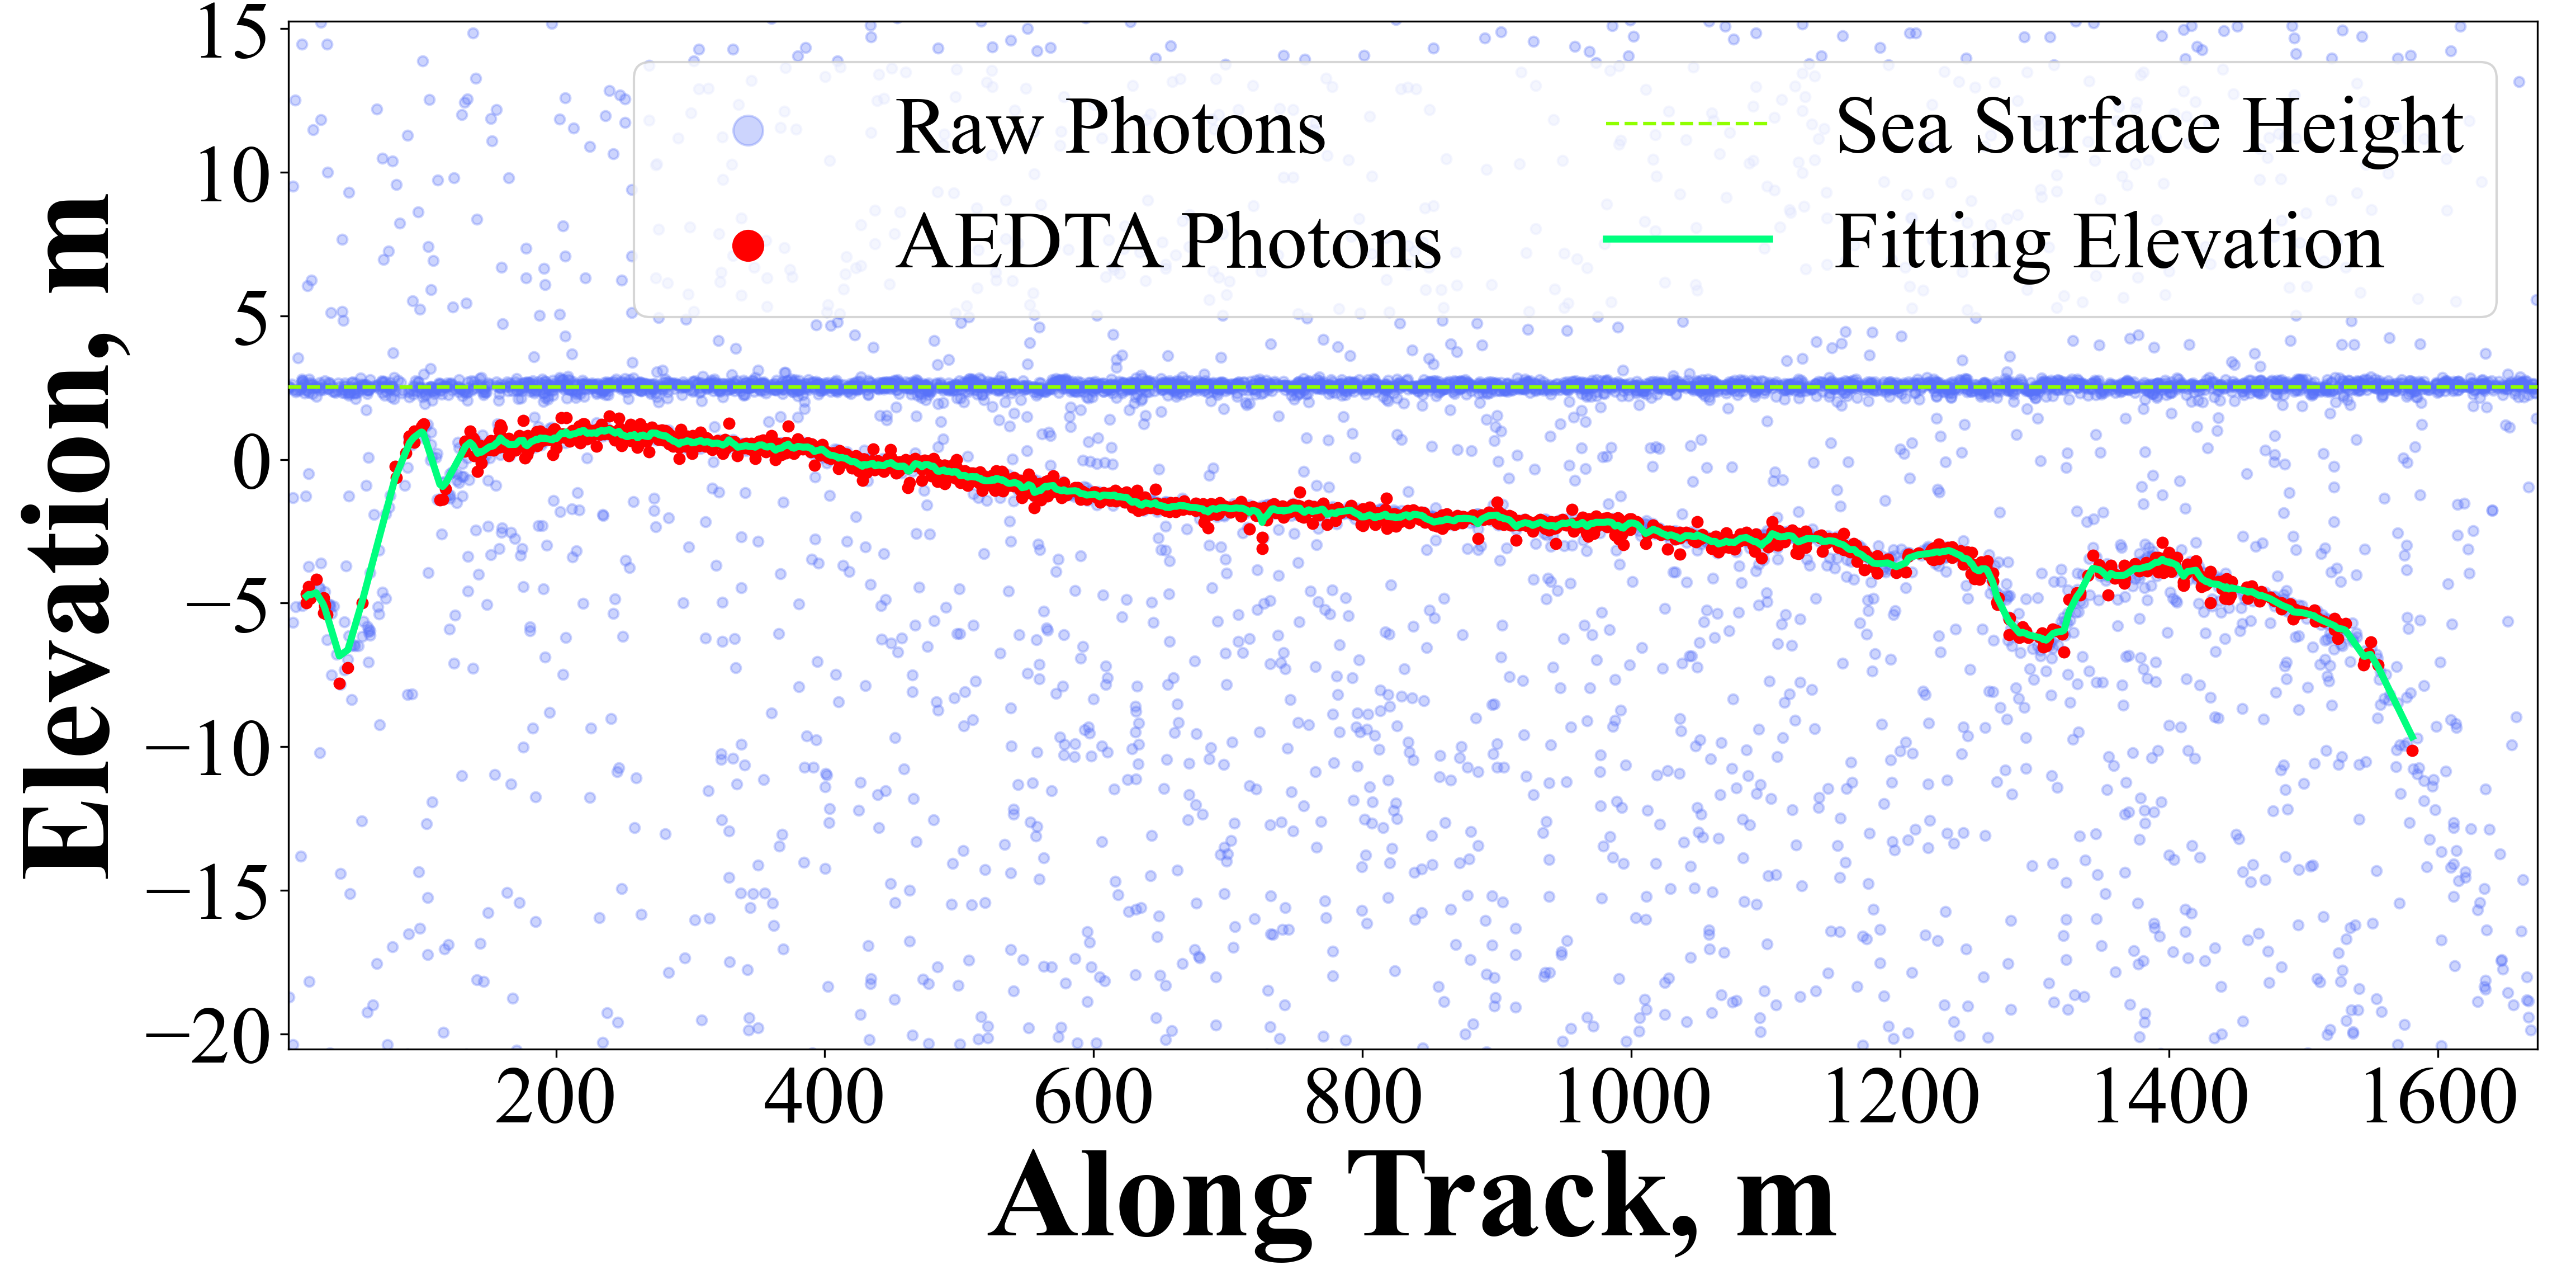 15
10
5
0
−5
−10
−15
−20
Elevation, m
Raw Photons
AEDTA Photons
Sea Surface Height
Fitting Elevation
200 400 600 800 1000 1200 1400 1600
Along Track, m